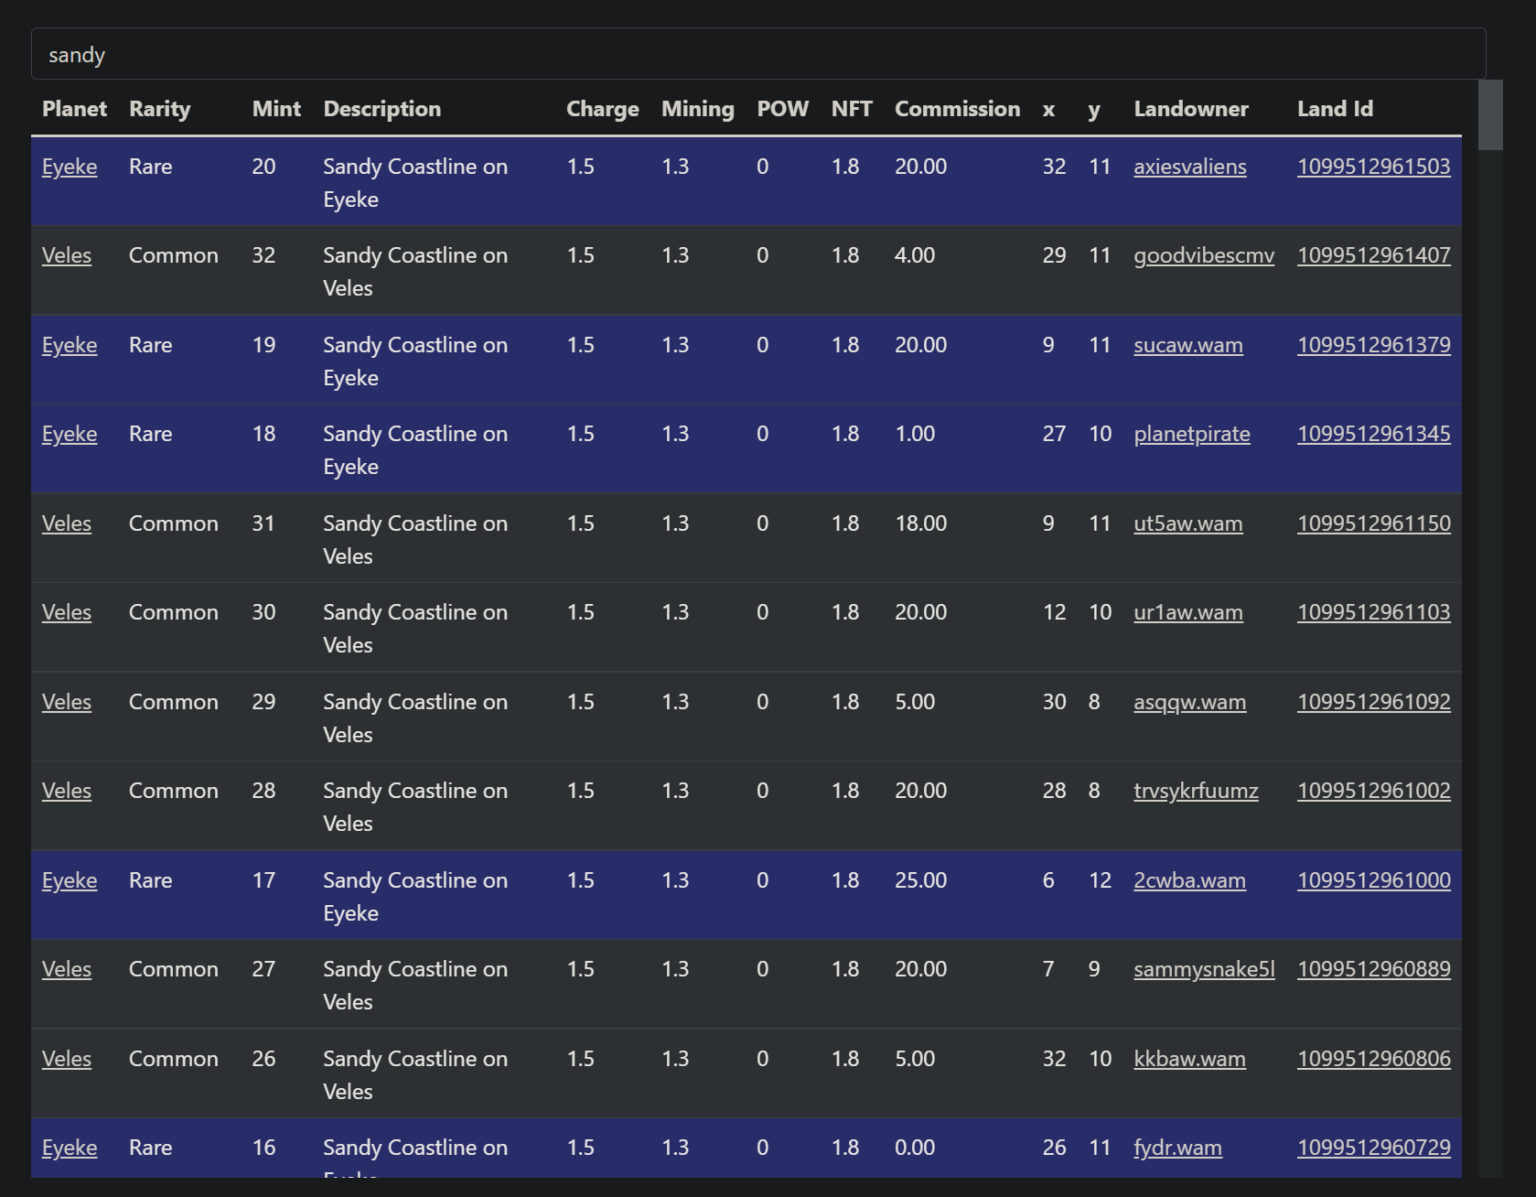 sandy
Planet Rarity Mint Description Charge Mining POW NFT Commission x y Landowner Land Id
Eyeke Rare 20 Sandy Coastline on Eyeke 1.5 1.3 0 1.8 20.00 32 11 axiesvaliens 1099512961503
Veles Common 32 Sandy Coastline on Veles 1.5 1.3 0 1.8 4.00 29 11 goodvibescmv 1099512961407
Eyeke Rare 19 Sandy Coastline on Eyeke 1.5 1.3 0 1.8 20.00 9 11 sucaw.wam 1099512961379
Eyeke Rare 18 Sandy Coastline on Eyeke 1.5 1.3 0 1.8 1.00 27 10 planetpirate 1099512961345
Veles Common 31 Sandy Coastline on Veles 1.5 1.3 0 1.8 18.00 9 11 ut5aw.wam 1099512961150
Veles Common 30 Sandy Coastline on Veles 1.5 1.3 0 1.8 20.00 12 10 ur1aw.wam 1099512961103
Veles Common 29 Sandy Coastline on Veles 1.5 1.3 0 1.8 5.00 30 8 asqqw.wam 1099512961092
Veles Common 28 Sandy Coastline on Veles 1.5 1.3 0 1.8 20.00 28 8 trvsykrfuumz 1099512961002
Eyeke Rare 17 Sandy Coastline on Eyeke 1.5 1.3 0 1.8 25.00 6 12 2cwba.wam 1099512961000
Veles Common 27 Sandy Coastline on Veles 1.5 1.3 0 1.8 20.00 7 9 sammysnake5l 1099512960889
Veles Common 26 Sandy Coastline on Veles 1.5 1.3 0 1.8 5.00 32 10 kkbaw.wam 1099512960806
Eyeke Rare 16 Sandy Coastline on 1.5 1.3 0 1.8 0.00 26 11 fydr.wam 1099512960729